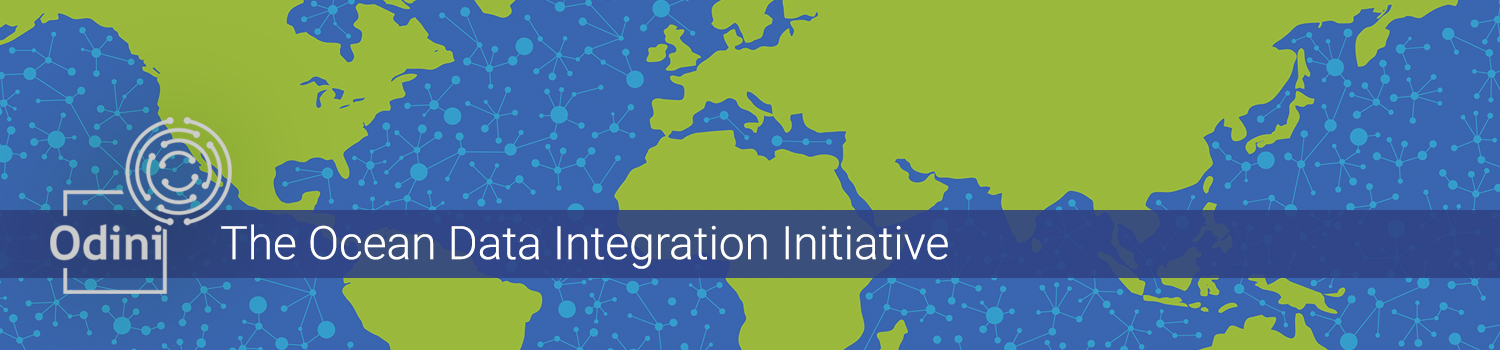 Odini
The Ocean Data Integration Initiative